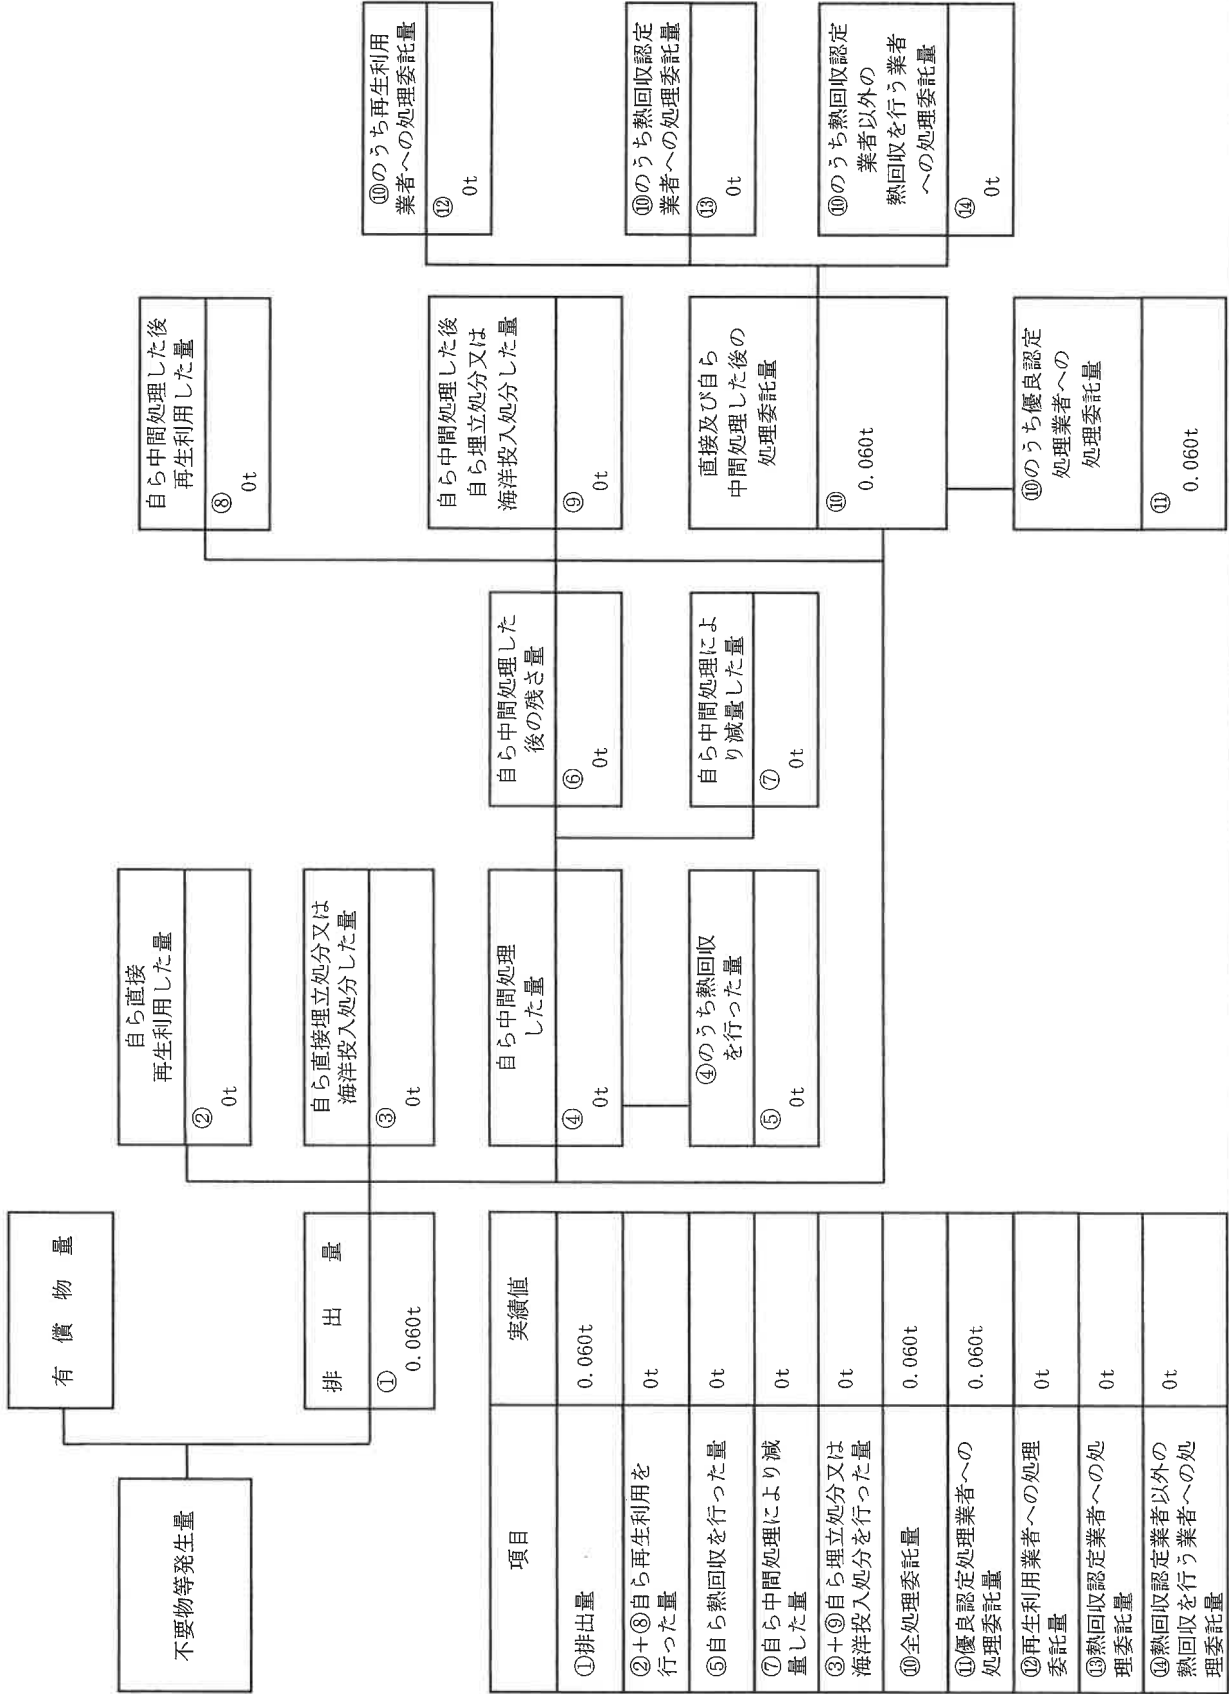 不要物等発生量
有償物量
排出量
①
0.060t
自ら直接
再生利用した量
②
0t
自ら直接埋立処分又は
海洋投入処分した量
③
0t
自ら中間処理
した量
④
0t
④のうち熱回収
を行った量
⑤
0t
自ら中間処理した
後の残さ量
⑥
0t
自ら中間処理によ
り減量した量
⑦
0t
自ら中間処理した後
再生利用した量
⑧
0t
自ら中間処理した後
自ら埋立処分又は
海洋投入処分した量
⑨
0t
直接及び自ら
中間処理した後の
処理委託量
⑩
0.060t
⑩のうち優良認定
処理業者への
処理委託量
⑪
0.060t
⑩のうち再生利用
業者への処理委託量
⑫
0t
⑩のうち熱回収認定
業者への処理委託量
⑬
0t
⑩のうち熱回収認定
業者以外の
熱回収を行う業者
への処理委託量
⑭
0t
項目 実績値
①排出量 0.060t
②+⑧自ら再生利用を
行った量 0t
⑤自ら熱回収を行った量 0t
⑦自ら中間処理により減
量した量 0t
③+⑨自ら埋立処分又は
海洋投入処分を行った量 0t
⑩全処理委託量 0.060t
⑪優良認定処理業者への
処理委託量 0.060t
⑫再生利用業者への処理
委託量 0t
⑬熱回収認定業者への処
理委託量 0t
⑭熱回収認定業者以外の
熱回収を行う業者への処
理委託量 0t